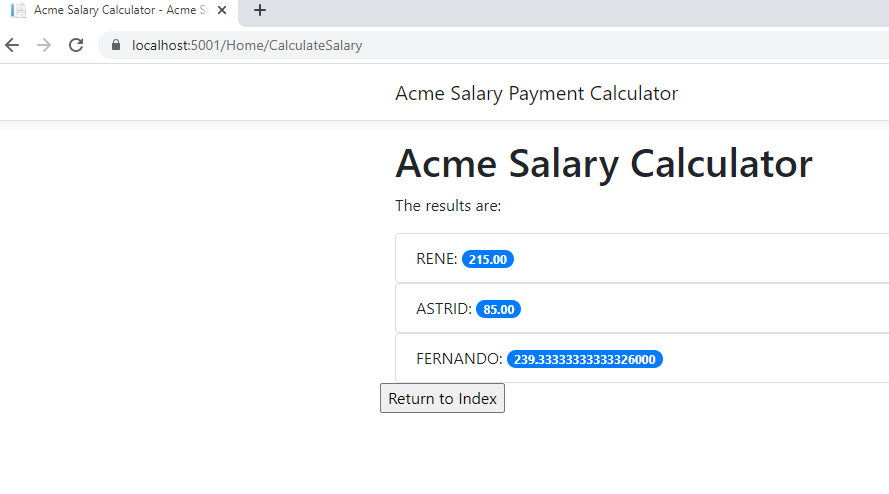 Acme Salary Calculator - Acme Sa
localhost:5001/Home/CalculateSalary
Acme Salary Payment Calculator
Acme Salary Calculator
The results are:
RENE: 215.00
ASTRID: 85.00
FERNANDO: 239.33333333333326000
Return to Index